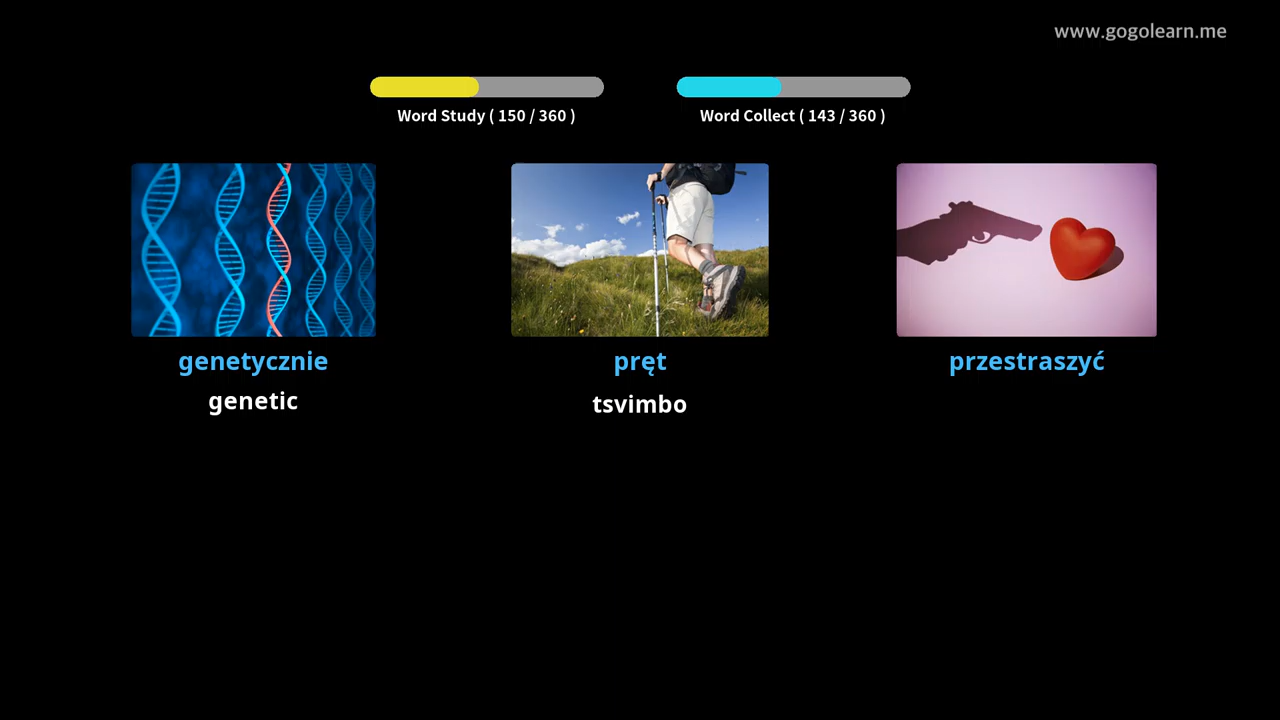 www.gogolearn.me
Word Study ( 150 / 360 )
Word Collect ( 143 / 360 )
genetycznie
pręt
przestraszyć
genetic
tsvimbo